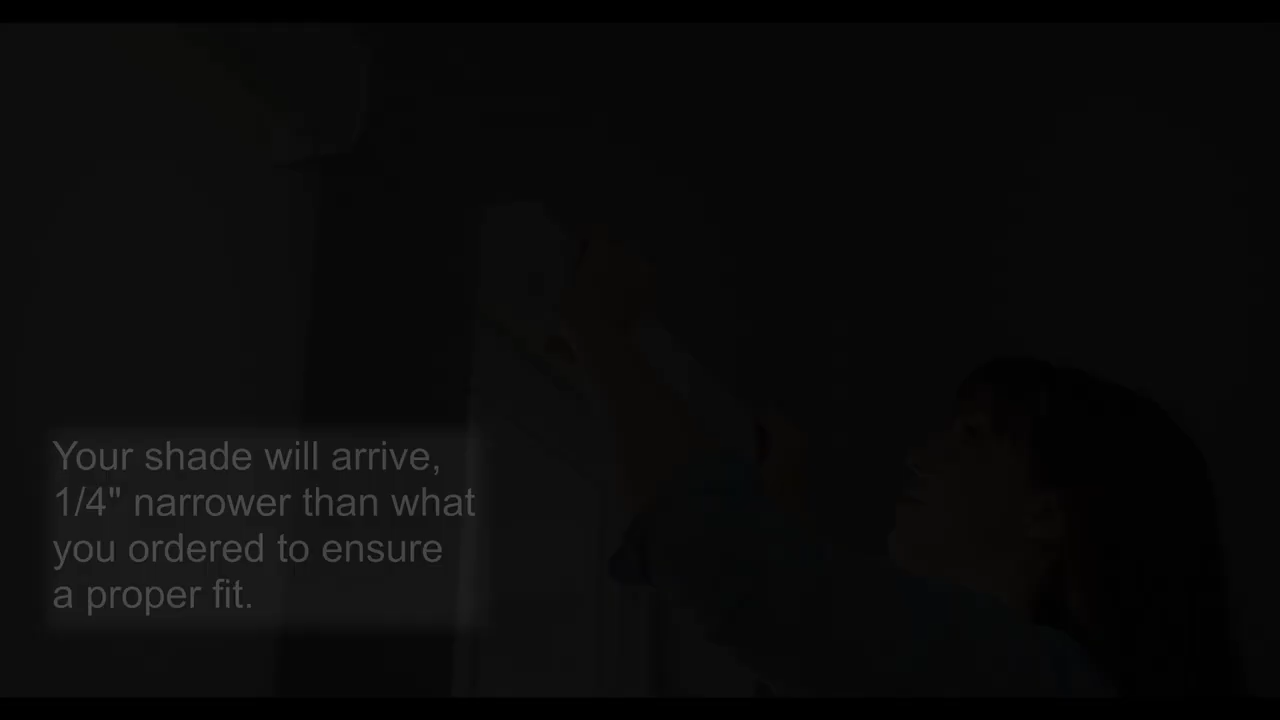 Your shade will arrive,
1/4" narrower than what
you ordered to ensure
a proper fit.